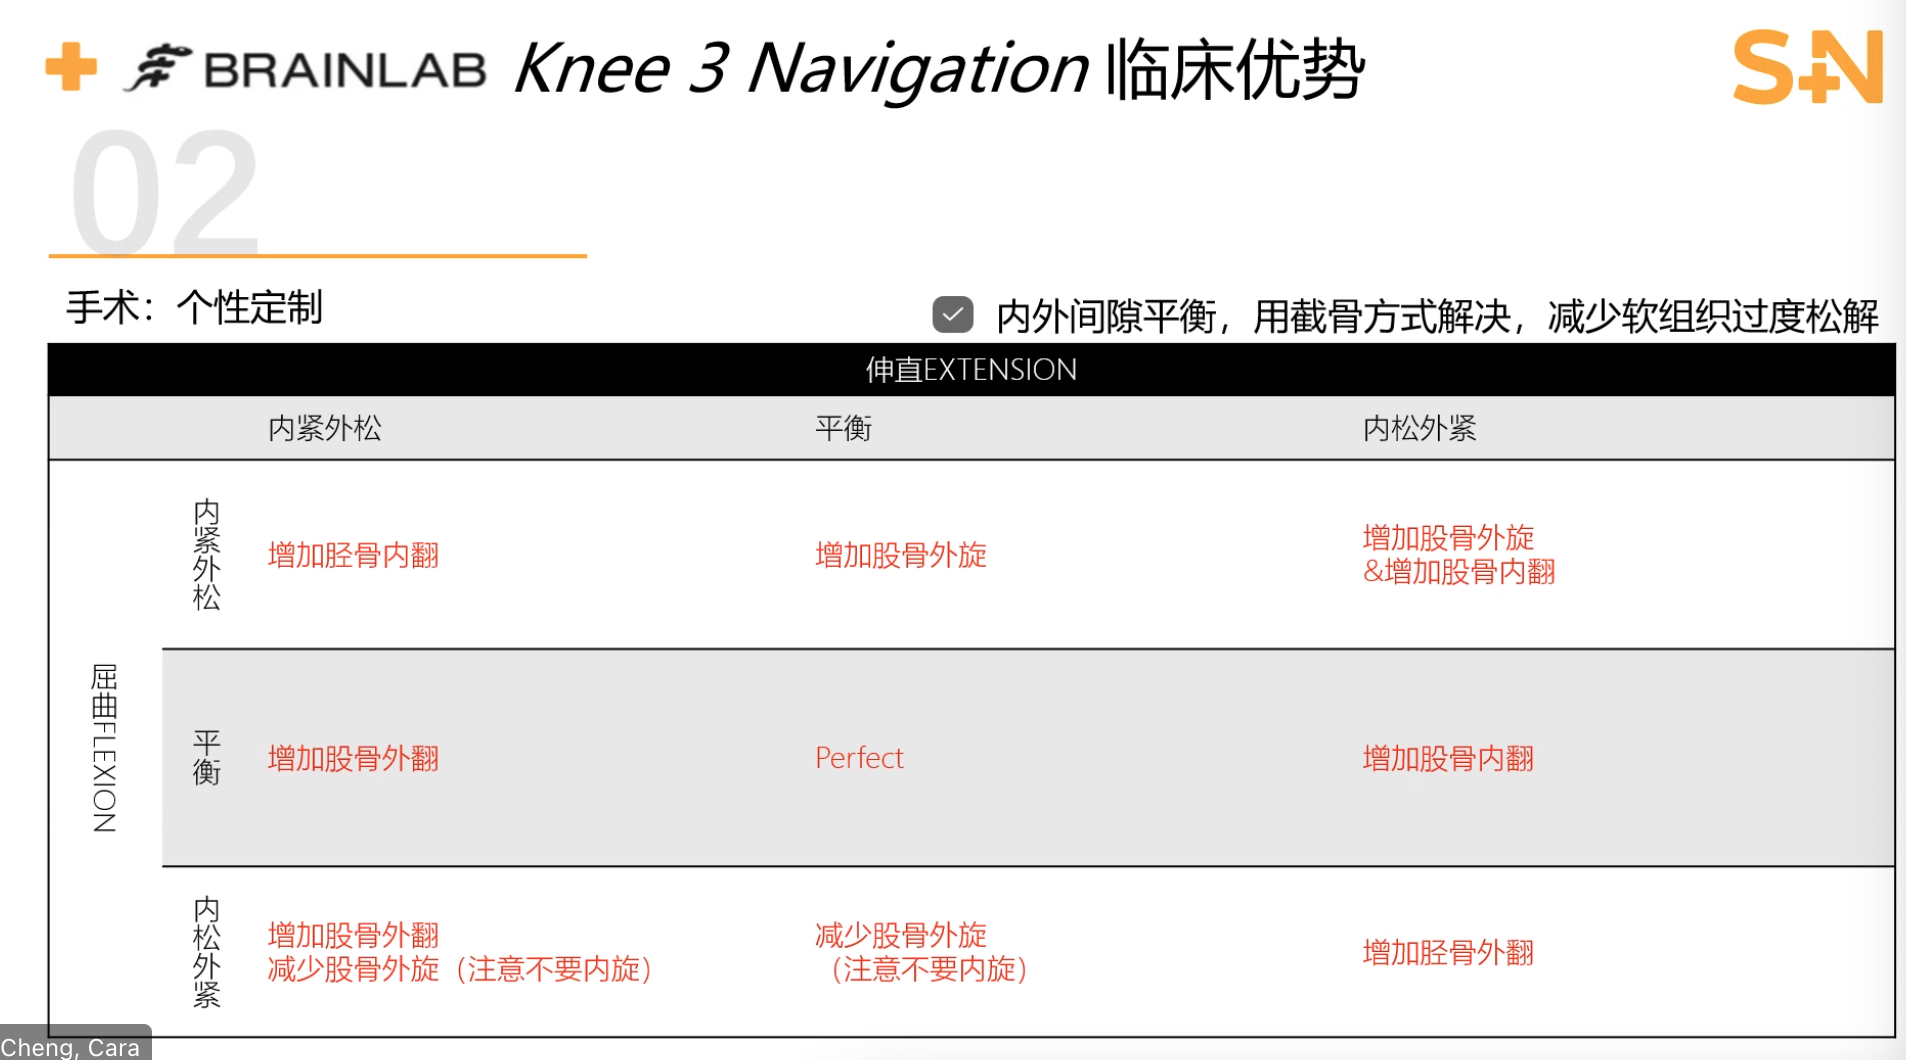 BRAINLAB Knee 3 Navigation 临床优势
S+N
02
手术：个性定制
内外间隙平衡，用截骨方式解决，减少软组织过度松解
伸直EXTENSION
内紧外松 平衡 内松外紧
屈曲FLEXION
内紧外松
增加胫骨内翻
增加股骨外旋
增加股骨外旋
&增加股骨内翻
平衡
增加股骨外翻
Perfect
增加股骨内翻
内松外紧
增加股骨外翻
减少股骨外旋（注意不要内旋）
减少股骨外旋
（注意不要内旋）
增加胫骨外翻
Cheng, Cara